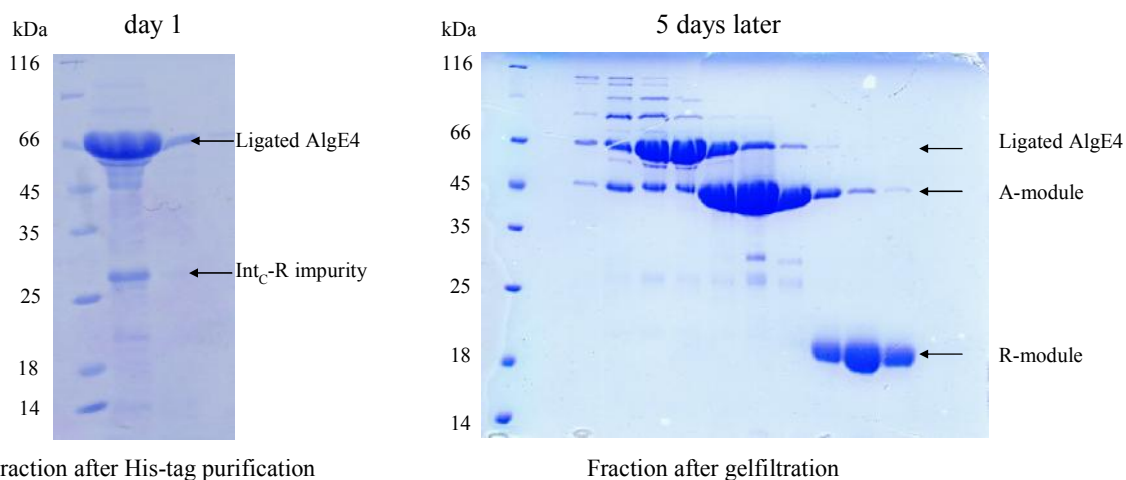 day 1
5 days later
kDa
kDa
116
66
45
35
25
18
14
Ligated AlgE4
IntC-R impurity
116
66
45
35
25
18
14
Ligated AlgE4
A-module
R-module
raction after His-tag purification
Fraction after gelfiltration